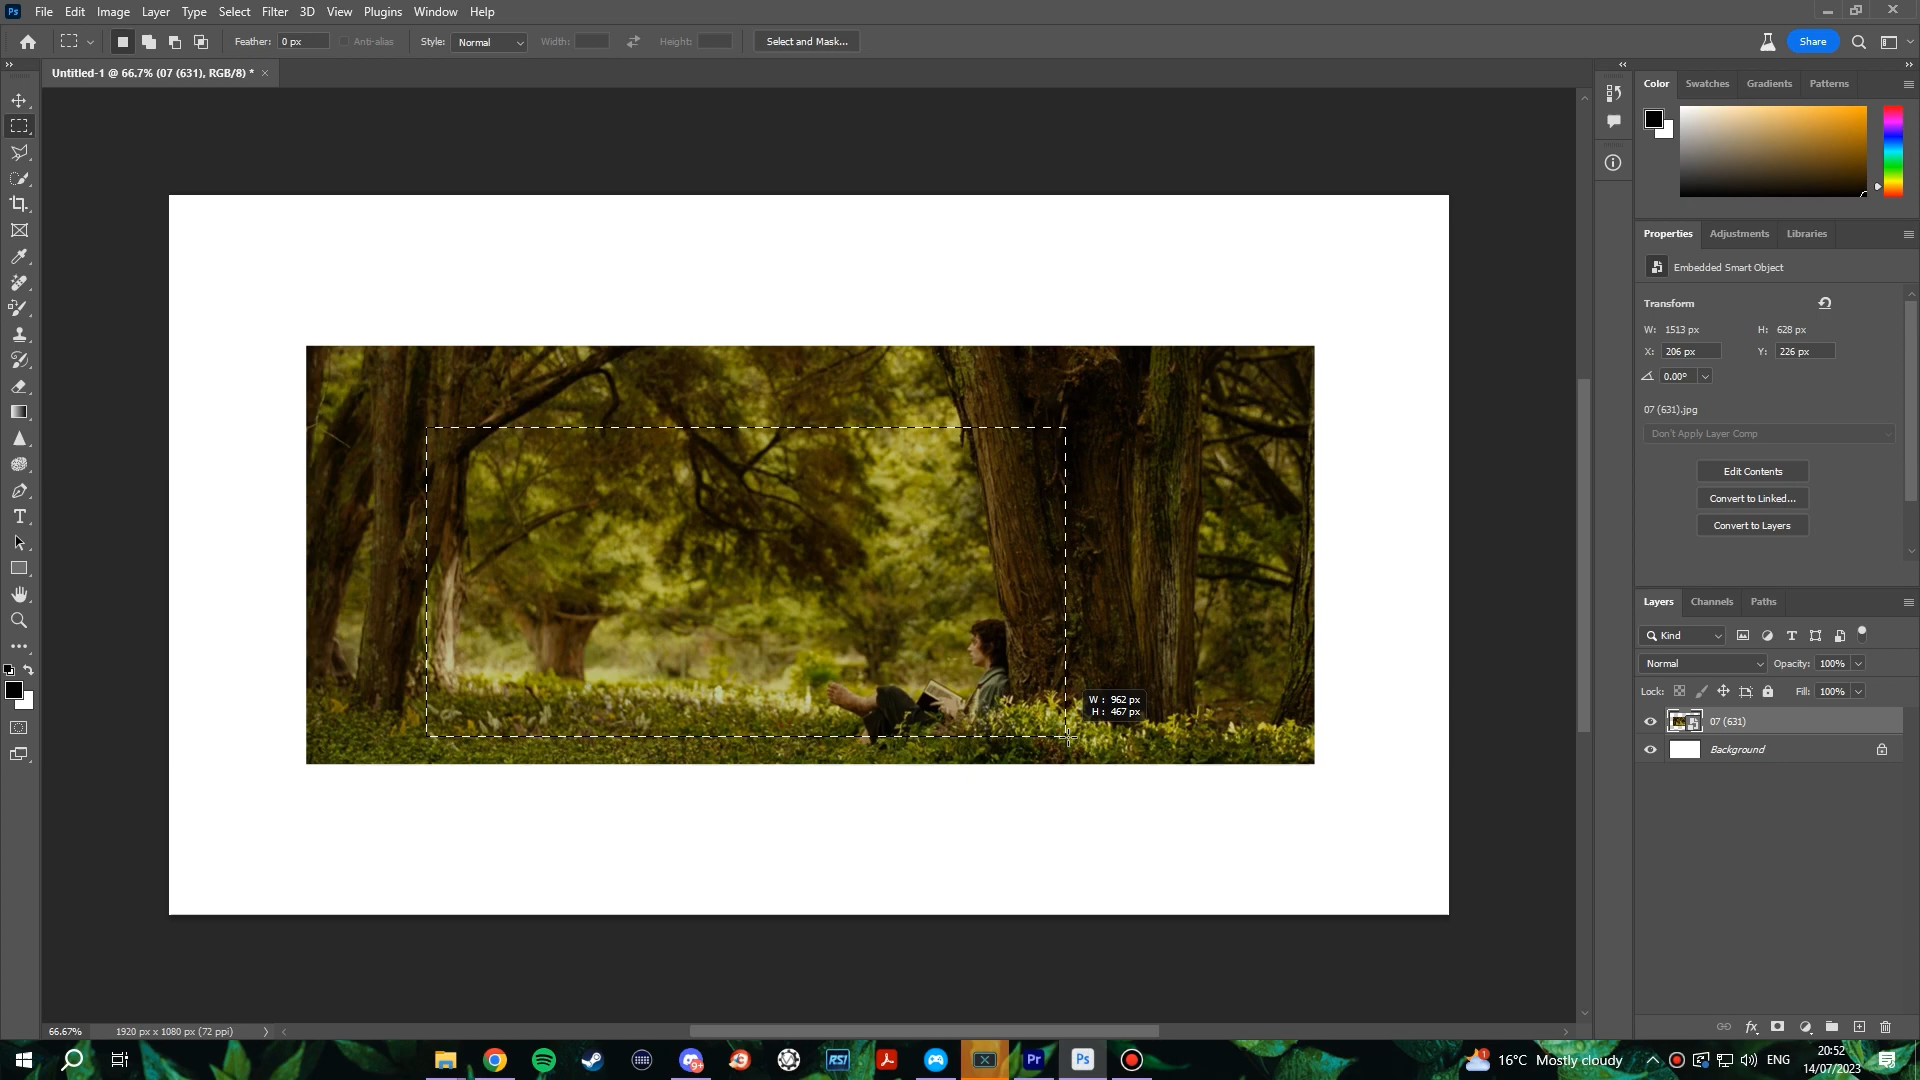 Ps File Edit Image Layer Type Select Filter 3D View Plugins Window Help
Feather: 0 px Anti-alias Style: Normal Width: Height: Select and Mask... Share
Untitled-1 @ 66.7% (07 (631), RGB/8) *
Color Swatches Gradients Patterns
Properties Adjustments Libraries
Embedded Smart Object
Transform
W: 1513 px H: 628 px
X: 206 px Y: 226 px
0.00°
07 (631).jpg
Don't Apply Layer Comp
Edit Contents
Convert to Linked...
Convert to Layers
W : 962 px
H : 467 px
Layers Channels Paths
Kind
Normal Opacity: 100%
Lock: Fill: 100%
07 (631)
Background
66.67% 1920 px x 1080 px (72 ppi)
9+ RSI Pr Ps 1 16°C Mostly cloudy ENG 20:52
14/07/2023